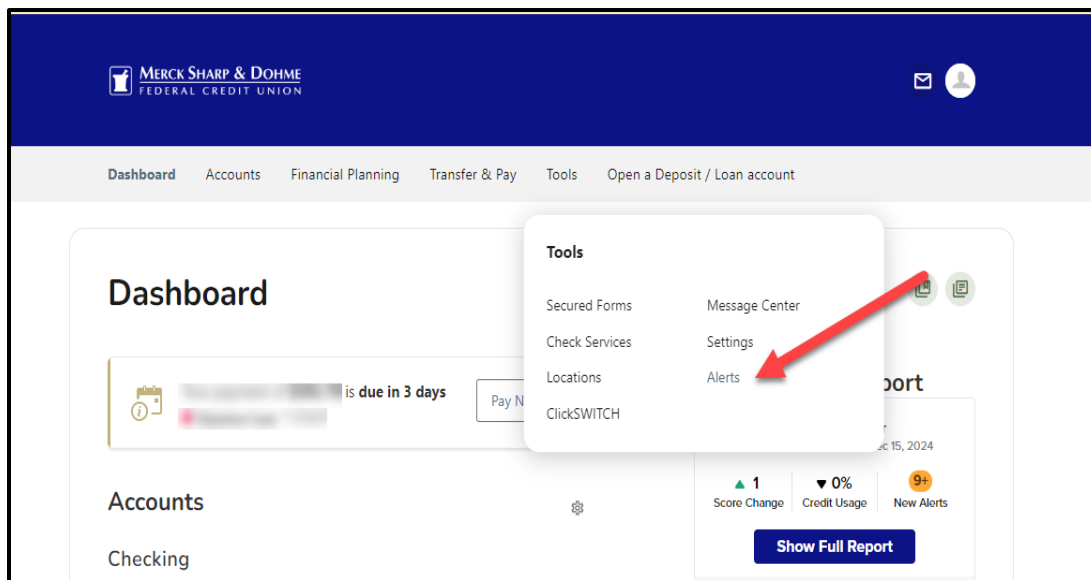 MERCK SHARP & DOHME
FEDERAL CREDIT UNION
Dashboard Accounts Financial Planning Transfer & Pay Tools Open a Deposit / Loan account
Tools
Secured Forms Message Center
Check Services Settings
Locations Alerts
ClickSWITCH
Dashboard
is due in 3 days
Pay
15, 2024
1 0% 9+
Score Change Credit Usage New Alerts
Show Full Report
Accounts
Checking